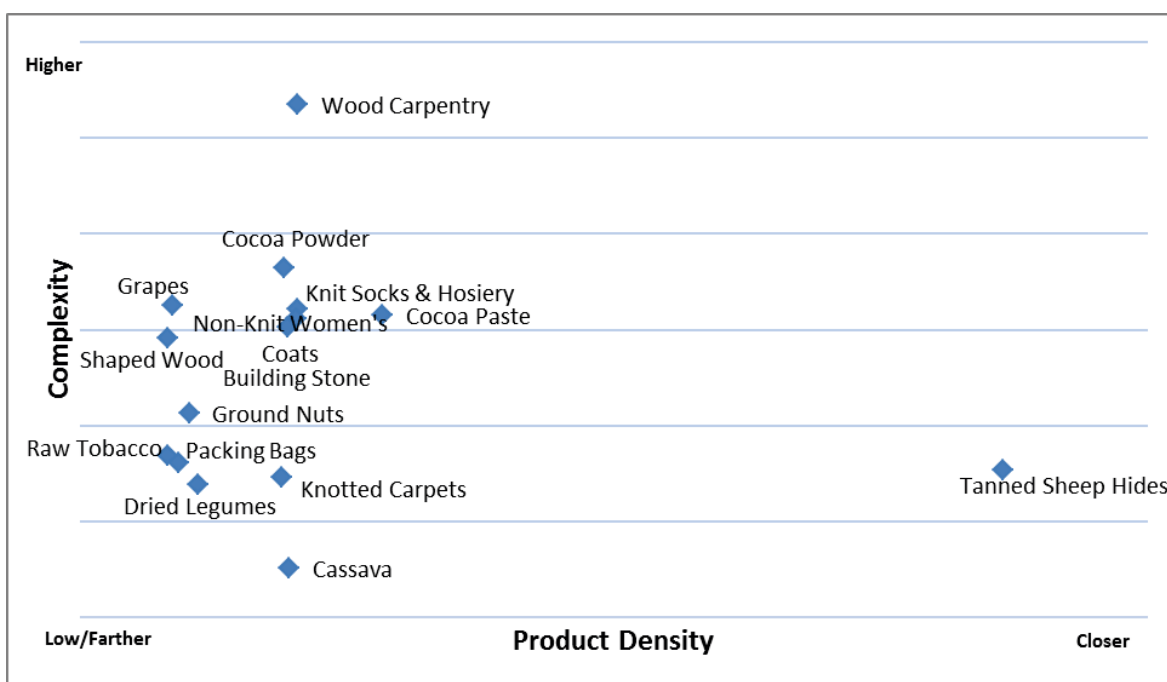 Higher
Wood Carpentry
Cocoa Powder
Grapes
Knit Socks & Hosiery
Cocoa Paste
Non-Knit Women's
Coats
Shaped Wood
Building Stone
Complexity
Ground Nuts
Raw Tobacco
Packing Bags
Knotted Carpets
Tanned Sheep Hides
Dried Legumes
Cassava
Low/Farther
Product Density
Closer